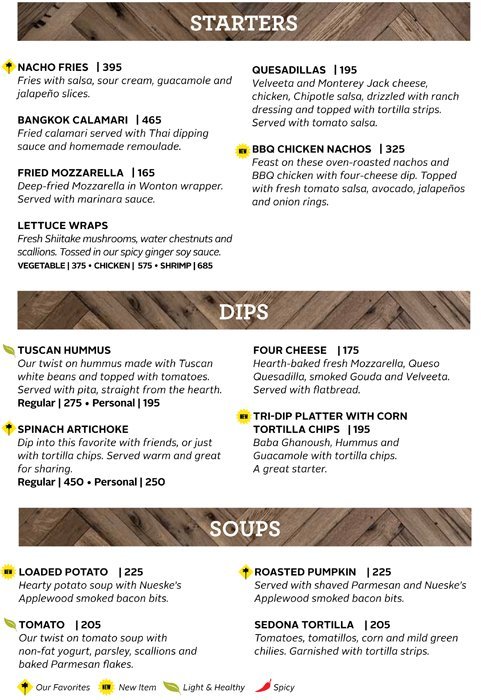 STARTERS
NACHO FRIES | 395
Fries with salsa, sour cream, guacamole and
jalapeño slices.
BANGKOK CALAMARI | 465
Fried calamari served with Thai dipping
sauce and homemade remoulade.
FRIED MOZZARELLA | 165
Deep-fried Mozzarella in Wonton wrapper.
Served with marinara sauce.
LETTUCE WRAPS
Fresh Shiitake mushrooms, water chestnuts and
scallions. Tossed in our spicy ginger soy sauce.
VEGETABLE | 375 • CHICKEN | 575 • SHRIMP | 685
QUESADILLAS | 195
Velveeta and Monterey Jack cheese,
chicken, Chipotle salsa, drizzled with ranch
dressing and topped with tortilla strips.
Served with tomato salsa.
NEW
BBQ CHICKEN NACHOS | 325
Feast on these oven-roasted nachos and
BBQ chicken with four-cheese dip. Topped
with fresh tomato salsa, avocado, jalapeños
and onion rings.
DIPS
TUSCAN HUMMUS
Our twist on hummus made with Tuscan
white beans and topped with tomatoes.
Served with pita, straight from the hearth.
Regular | 275 • Personal | 195
SPINACH ARTICHOKE
Dip into this favorite with friends, or just
with tortilla chips. Served warm and great
for sharing.
Regular | 450 • Personal | 250
FOUR CHEESE | 175
Hearth-baked fresh Mozzarella, Queso
Quesadilla, smoked Gouda and Velveeta.
Served with flatbread.
NEW
TRI-DIP PLATTER WITH CORN
TORTILLA CHIPS | 195
Baba Ghanoush, Hummus and
Guacamole with tortilla chips.
A great starter.
SOUPS
NEW
LOADED POTATO | 225
Hearty potato soup with Nueske's
Applewood smoked bacon bits.
TOMATO | 205
Our twist on tomato soup with
non-fat yogurt, parsley, scallions and
baked Parmesan flakes.
ROASTED PUMPKIN | 225
Served with shaved Parmesan and Nueske's
Applewood smoked bacon bits.
SEDONA TORTILLA | 205
Tomatoes, tomatillos, corn and mild green
chilies. Garnished with tortilla strips.
Our Favorites NEW New Item Light & Healthy Spicy